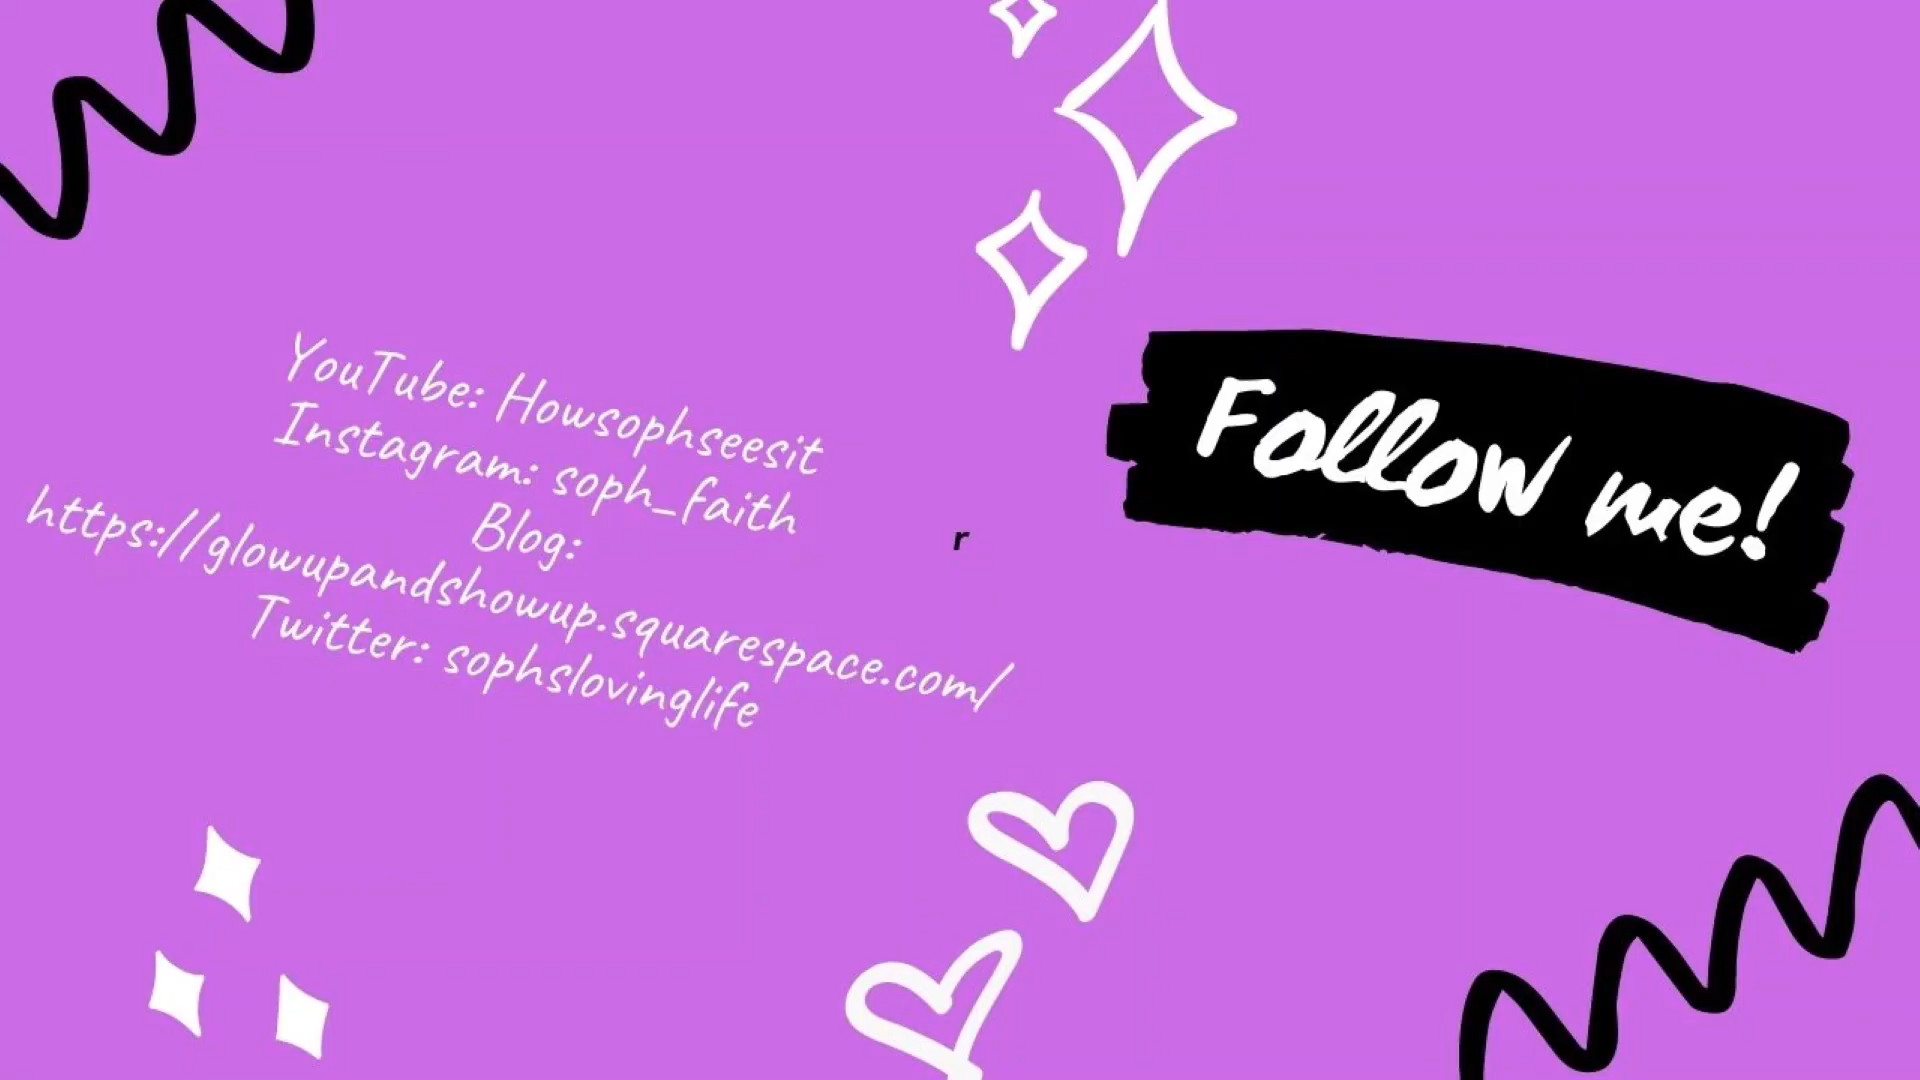 YouTube: Howsophseesit
Instagram: soph_faith
Blog:
https://glowupandshowup.squarespace.com/
Twitter: sophslovinglife
r
Follow me!